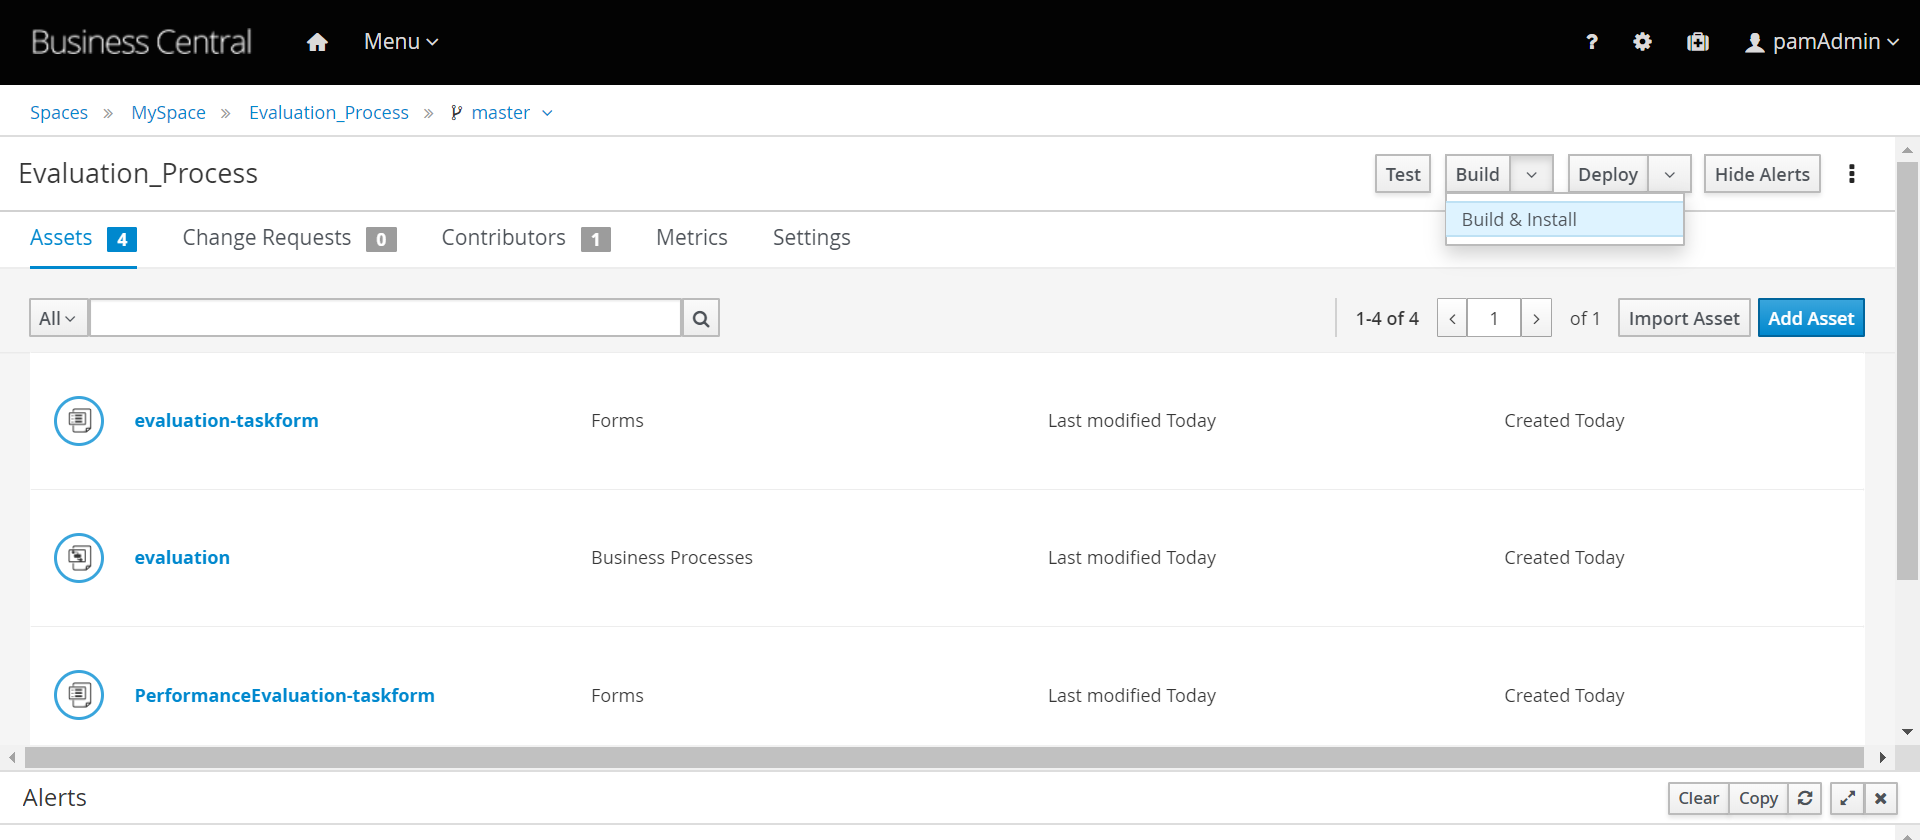 Business Central Menu ? pamAdmin
Spaces » MySpace » Evaluation_Process » master
Evaluation_Process Test Build Deploy Hide Alerts
Build & Install
Assets 4 Change Requests 0 Contributors 1 Metrics Settings
All 1-4 of 4 < 1 > of 1 Import Asset Add Asset
evaluation-taskform Forms Last modified Today Created Today
evaluation Business Processes Last modified Today Created Today
PerformanceEvaluation-taskform Forms Last modified Today Created Today
Alerts Clear Copy